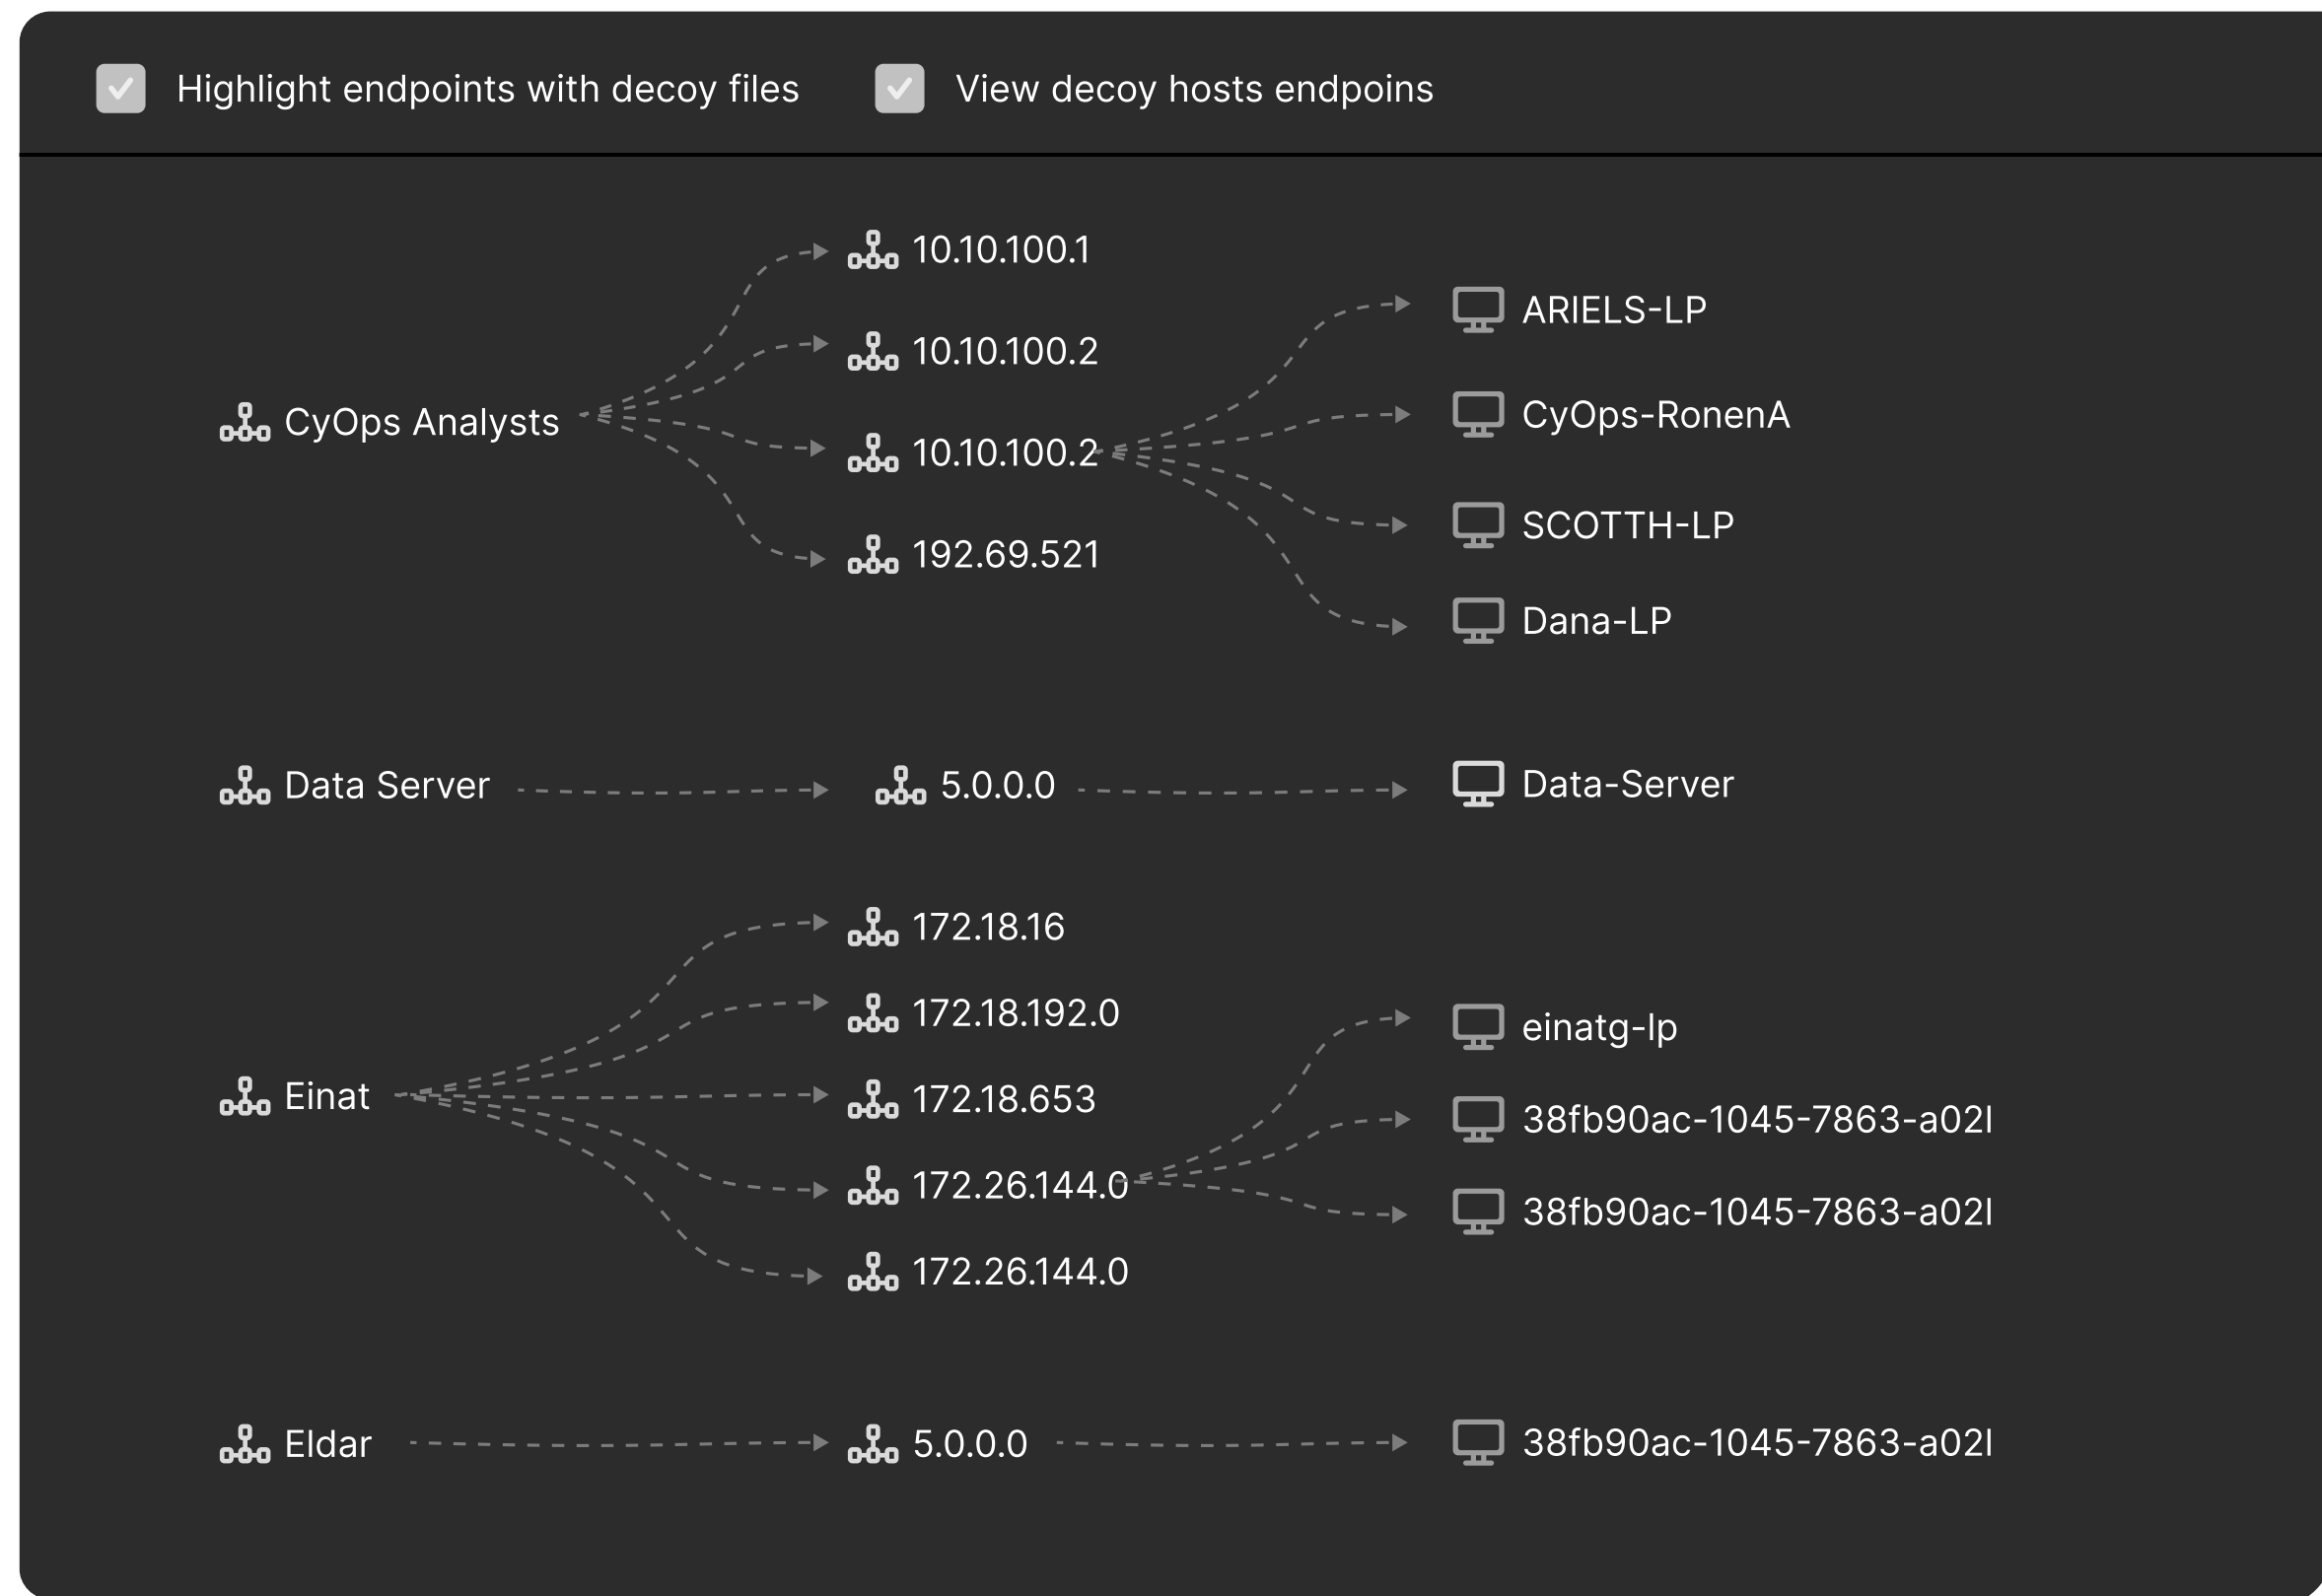 Highlight endpoints with decoy files
View decoy hosts endpoins
10.10.100.1
10.10.100.2
CyOps Analysts
10.10.100.2
192.69.521
ARIELS-LP
CyOps-RonenA
SCOTTH-LP
Dana-LP
Data Server
5.0.0.0
Data-Server
172.18.16
172.18.192.0
Einat
172.18.653
172.26.144.0
172.26.144.0
einatg-lp
38fb90ac-1045-7863-a02l
38fb90ac-1045-7863-a02l
Eldar
5.0.0.0
38fb90ac-1045-7863-a02l